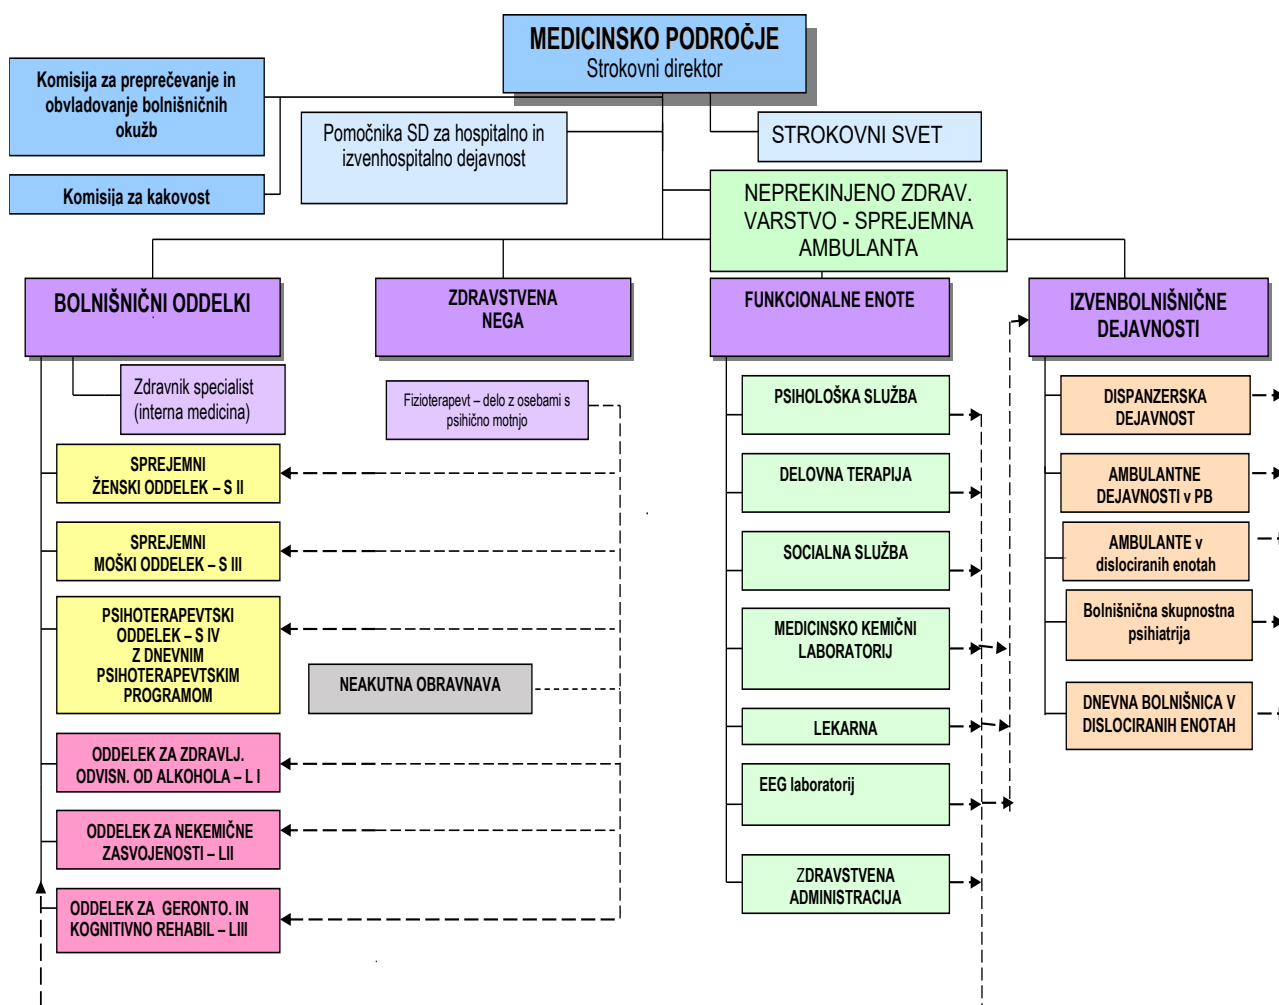 MEDICINSKO PODROČJE
Strokovni direktor
Komisija za preprečevanje in
obvladovanje bolnišničnih
okužb
Pomočnika SD za hospitalno in
izvenhospitalno dejavnost
STROKOVNI SVET
Komisija za kakovost
NEPREKINJENO ZDRAV.
VARSTVO - SPREJEMNA
AMBULANTA
BOLNIŠNIČNI ODDELKI
ZDRAVSTVENA
NEGA
FUNKCIONALNE ENOTE
IZVENBOLNIŠNIČNE
DEJAVNOSTI
Zdravnik specialist
(interna medicina)
SPREJEMNI
ŽENSKI ODDELEK – S II
SPREJEMNI
MOŠKI ODDELEK – S III
PSIHOTERAPEVTSKI
ODDELEK – S IV
Z DNEVNIM
PSIHOTERAPEVTSKIM
PROGRAMOM
ODDELEK ZA ZDRAVLJ.
ODVISN. OD ALKOHOLA – L I
ODDELEK ZA NEKEMIČNE
ZASVOJENOSTI – LII
ODDELEK ZA GERONTO. IN
KOGNITIVNO REHABIL – LIII
Fizioterapevt – delo z osebami s
psihično motnjo
NEAKUTNA OBRAVNAVA
PSIHOLOŠKA SLUŽBA
DELOVNA TERAPIJA
SOCIALNA SLUŽBA
MEDICINSKO KEMIČNI
LABORATORIJ
LEKARNA
EEG laboratorij
ZDRAVSTVENA
ADMINISTRACIJA
DISPANZERSKA
DEJAVNOST
AMBULANTNE
DEJAVNOSTI v PB
AMBULANTE v
dislociranih enotah
Bolnišnična skupnostna
psihiatrija
DNEVNA BOLNIŠNICA V
DISLOCIRANIH ENOTAH